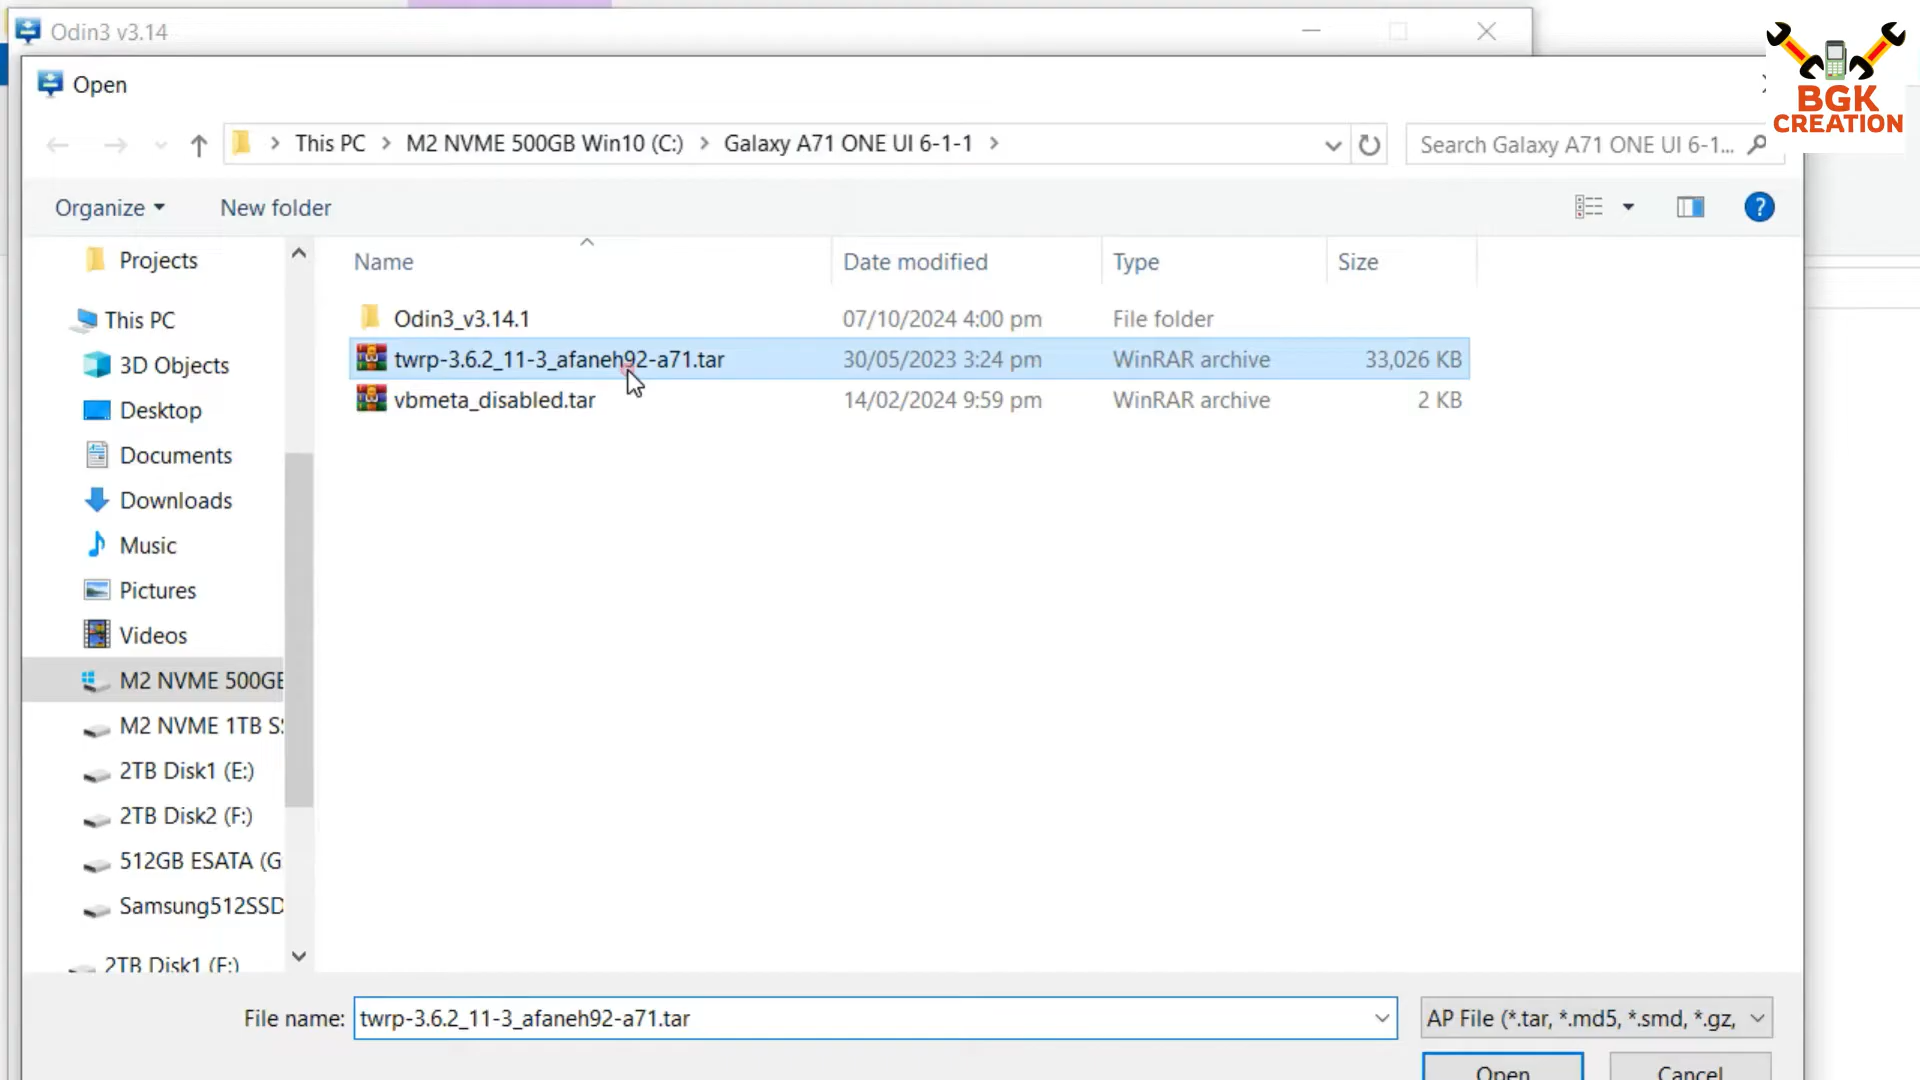 Odin3 v3.14
Open
BGK
CREATION
This PC > M2 NVME 500GB Win10 (C:) > Galaxy A71 ONE UI 6-1-1 >
Search Galaxy A71 ONE UI 6-1...
Organize
New folder
?
Projects
This PC
3D Objects
Desktop
Documents
Downloads
Music
Pictures
Videos
M2 NVME 500GB
M2 NVME 1TB S
2TB Disk1 (E:)
2TB Disk2 (F:)
512GB ESATA (G
Samsung512SSD
2TB Disk1 (E:)
Name Date modified Type Size
Odin3_v3.14.1 07/10/2024 4:00 pm File folder
twrp-3.6.2_11-3_afaneh92-a71.tar 30/05/2023 3:24 pm WinRAR archive 33,026 KB
vbmeta_disabled.tar 14/02/2024 9:59 pm WinRAR archive 2 KB
File name: twrp-3.6.2_11-3_afaneh92-a71.tar
AP File (*.tar, *.md5, *.smd, *.gz,
Open
Cancel